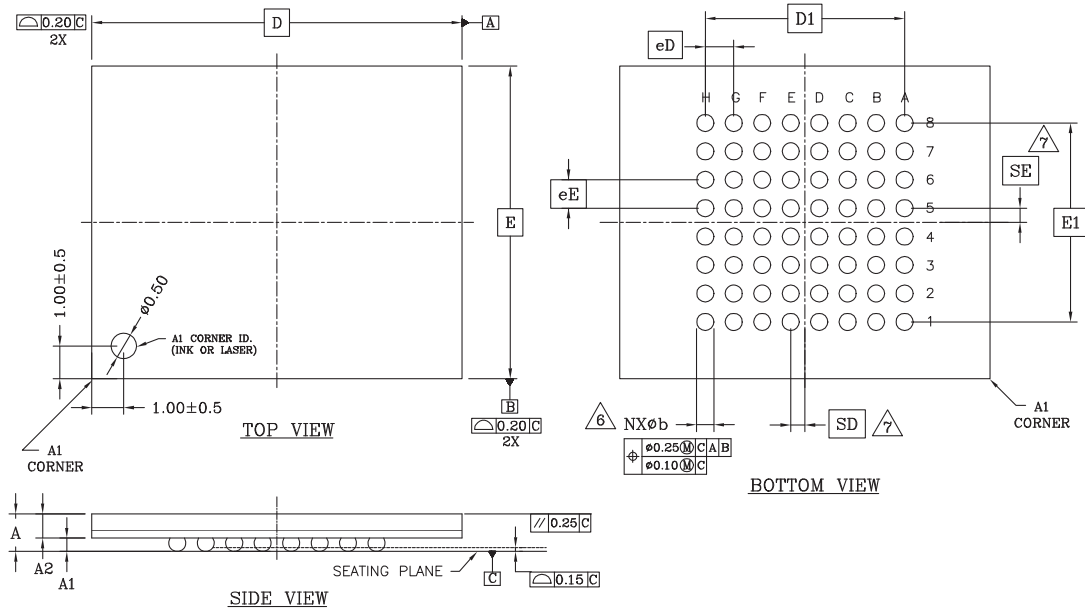 ⌓ 0.20 C
2X
D
A
E
1.00±0.5
ø0.50
A1 CORNER ID.
(INK OR LASER)
1.00±0.5
B
⌓ 0.20 C
2X
A1
CORNER
TOP VIEW
D1
eD
H G F E D C B A
8
7
6
5
4
3
2
1
7
SE
eE
E1
6 NXøb
⌖ ø0.25Ⓜ C A B
ø0.10Ⓜ C
SD 7
A1
CORNER
BOTTOM VIEW
A
A2
A1
// 0.25 C
SEATING PLANE
C
⌓ 0.15 C
SIDE VIEW